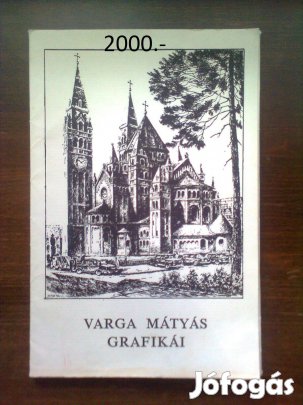 2000.-
VARGA MÁTYÁS
GRAFIKÁI
Jófogás